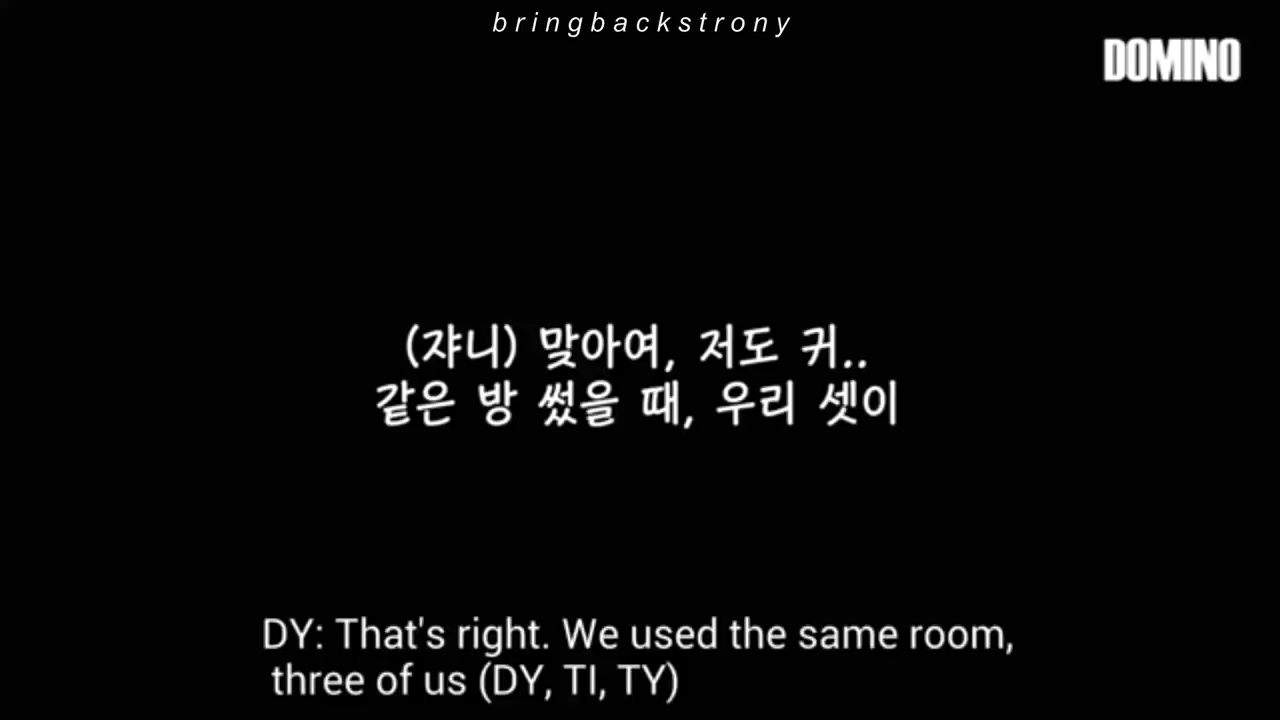 bringbackstrony
DOMINO
(쟈니) 맞아여, 저도 귀..
같은 방 썼을 때, 우리 셋이
DY: That's right. We used the same room,
three of us (DY, TI, TY)